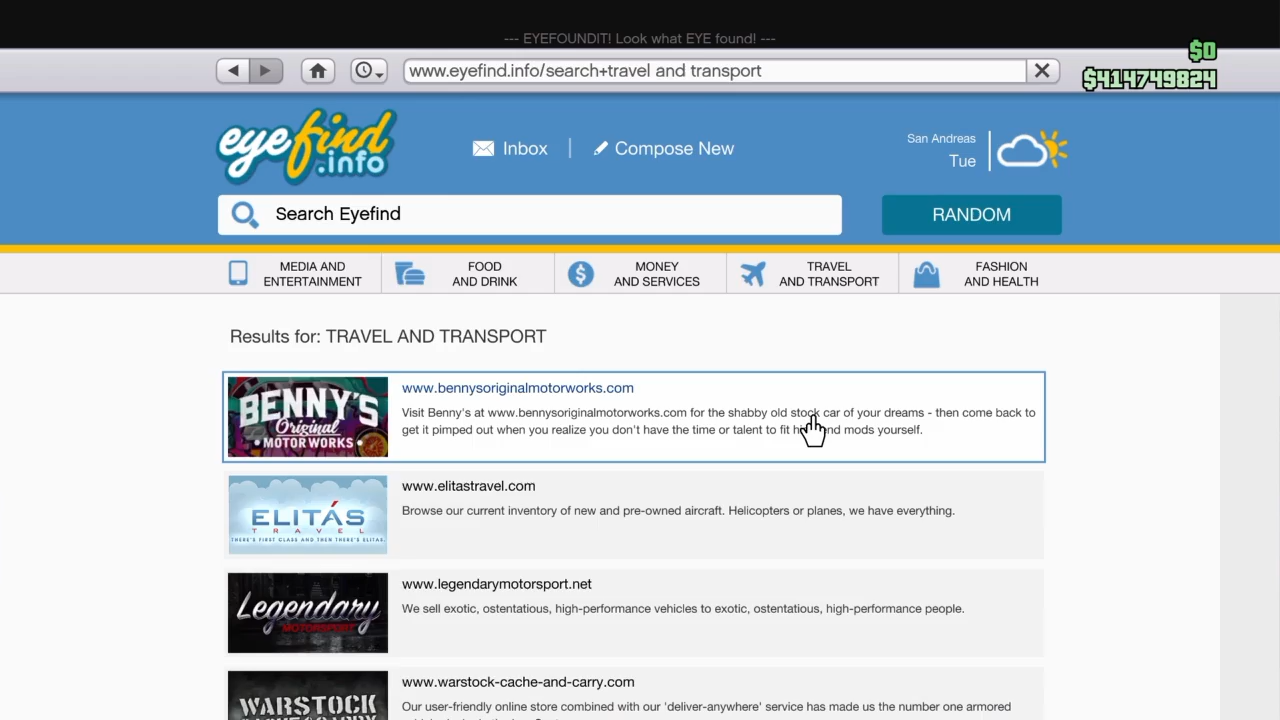 --- EYEFOUNDIT! Look what EYE found! ---
$0
www.eyefind.info/search+travel and transport
$414749824
eyefind
.info
Inbox
Compose New
San Andreas
Tue
Search Eyefind
RANDOM
MEDIA AND
ENTERTAINMENT
FOOD
AND DRINK
MONEY
AND SERVICES
TRAVEL
AND TRANSPORT
FASHION
AND HEALTH
Results for: TRAVEL AND TRANSPORT
BENNY'S
Original
MOTOR WORKS
www.bennysoriginalmotorworks.com
Visit Benny's at www.bennysoriginalmotorworks.com for the shabby old stock car of your dreams - then come back to
get it pimped out when you realize you don't have the time or talent to fit mods yourself.
ELITÁS
TRAVEL
THERE'S FIRST CLASS AND THEN THERE'S ELITAS.
www.elitastravel.com
Browse our current inventory of new and pre-owned aircraft. Helicopters or planes, we have everything.
Legendary
MOTORSPORT
www.legendarymotorsport.net
We sell exotic, ostentatious, high-performance vehicles to exotic, ostentatious, high-performance people.
WARSTOCK
www.warstock-cache-and-carry.com
Our user-friendly online store combined with our 'deliver-anywhere' service has made us the number one armored